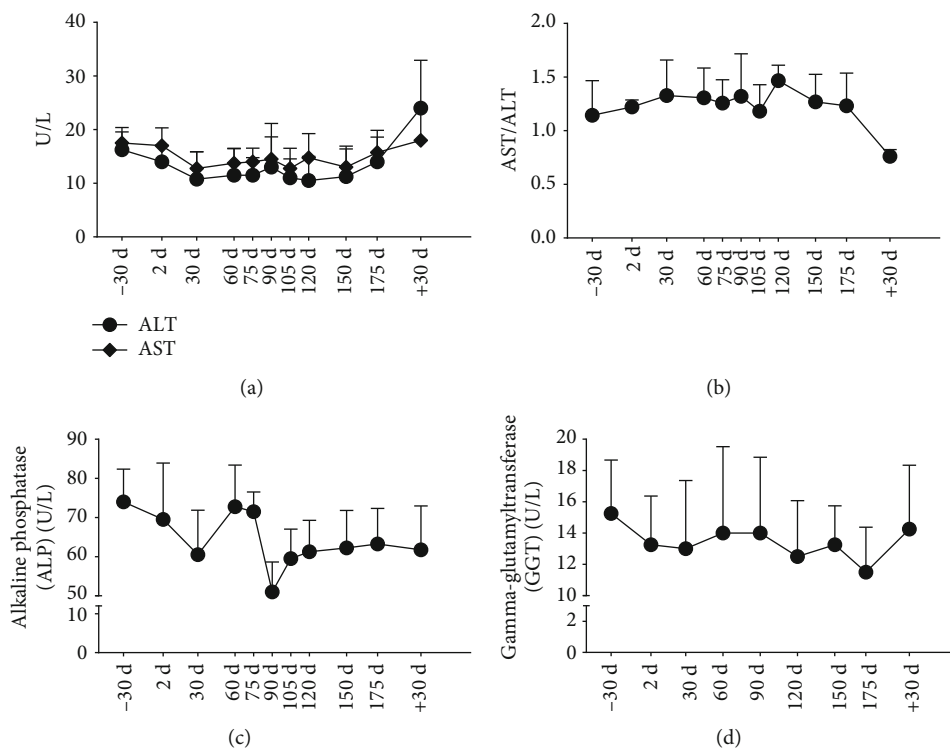 40
30
20
10
0
U/L
−30 d
2 d
30 d
60 d
75 d
90 d
105 d
120 d
150 d
175 d
+30 d
ALT
AST
(a)
2.0
1.5
1.0
0.5
0.0
AST/ALT
−30 d
2 d
30 d
60 d
75 d
90 d
105 d
120 d
150 d
175 d
+30 d
(b)
90
80
70
60
50
10
0
Alkaline phosphatase
(ALP) (U/L)
−30 d
2 d
30 d
60 d
75 d
90 d
105 d
120 d
150 d
175 d
+30 d
(c)
20
18
16
14
12
10
2
0
Gamma-glutamyltransferase
(GGT) (U/L)
−30 d
2 d
30 d
60 d
90 d
120 d
150 d
175 d
+30 d
(d)